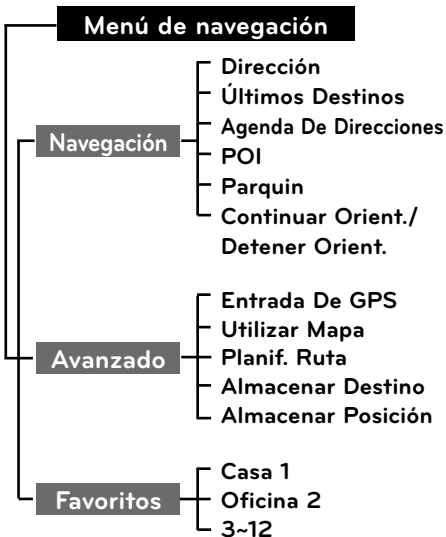 Menú de navegación
Navegación
Dirección
Últimos Destinos
Agenda De Direcciones
POI
Parquin
Continuar Orient./
Detener Orient.
Avanzado
Entrada De GPS
Utilizar Mapa
Planif. Ruta
Almacenar Destino
Almacenar Posición
Favoritos
Casa 1
Oficina 2
3~12